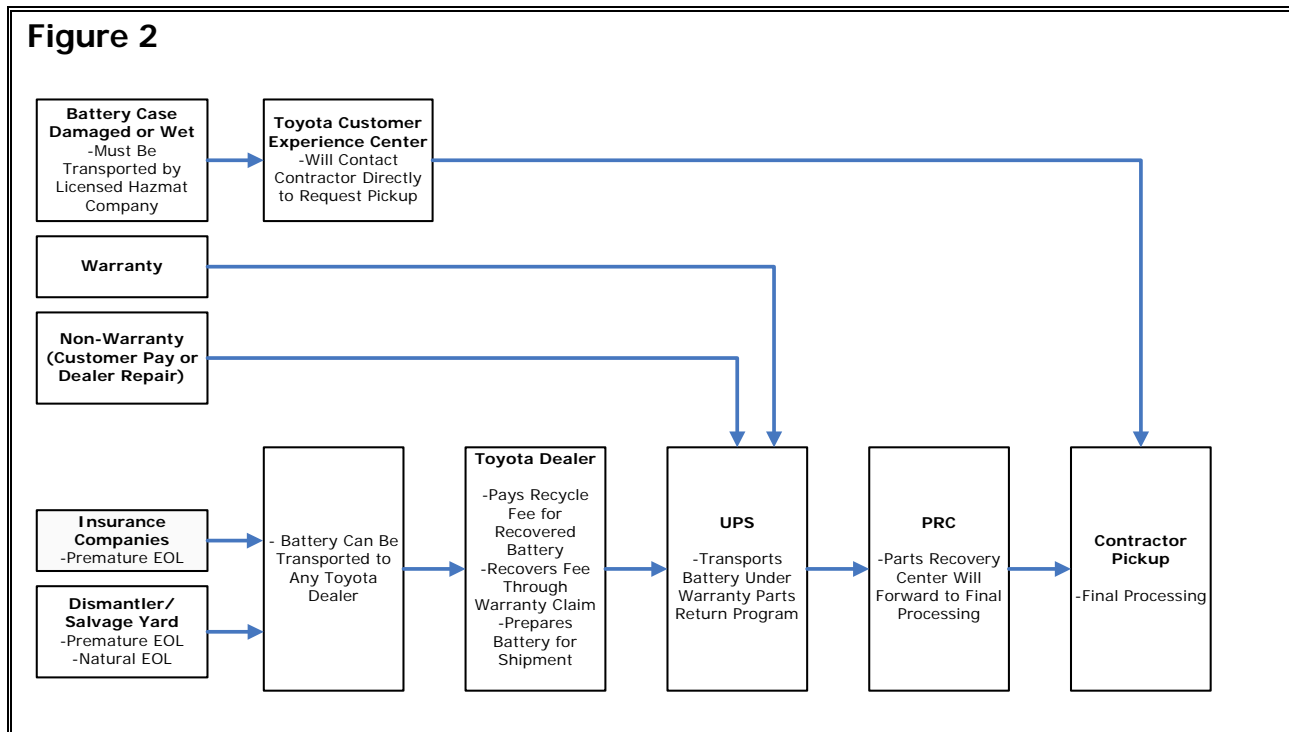 Figure 2
Battery Case
Damaged or Wet
-Must Be
Transported by
Licensed Hazmat
Company
Toyota Customer
Experience Center
-Will Contact
Contractor Directly
to Request Pickup
Warranty
Non-Warranty
(Customer Pay or
Dealer Repair)
Insurance
Companies
-Premature EOL
Dismantler/
Salvage Yard
-Premature EOL
-Natural EOL
- Battery Can Be
Transported to
Any Toyota
Dealer
Toyota Dealer
-Pays Recycle
Fee for
Recovered
Battery
-Recovers Fee
Through
Warranty Claim
-Prepares
Battery for
Shipment
UPS
-Transports
Battery Under
Warranty Parts
Return Program
PRC
-Parts Recovery
Center Will
Forward to Final
Processing
Contractor
Pickup
-Final Processing